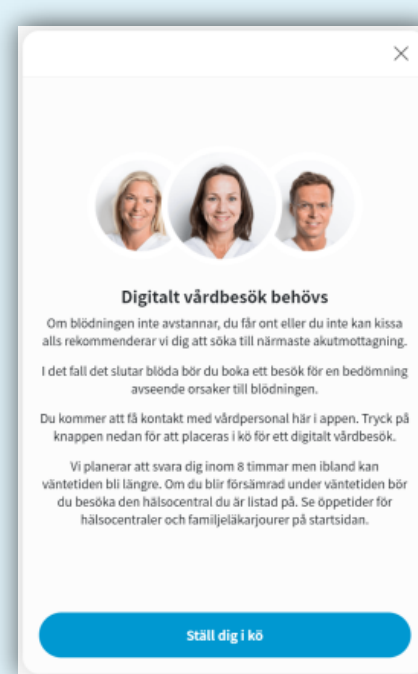 Digitalt vårdbesök behövs
Om blödningen inte avstannar, du får ont eller du inte kan kissa
alls rekommenderar vi dig att söka till närmaste akutmottagning.
I det fall det slutar blöda bör du boka ett besök för en bedömning
avseende orsaker till blödningen.
Du kommer att få kontakt med vårdpersonal här i appen. Tryck på
knappen nedan för att placeras i kö för ett digitalt vårdbesök.
Vi planerar att svara dig inom 8 timmar men ibland kan
väntetiden bli längre. Om du blir försämrad under väntetiden bör
du besöka den hälsocentral du är listad på. Se öppetider för
hälsocentraler och familjeläkarjourer på startsidan.
Ställ dig i kö